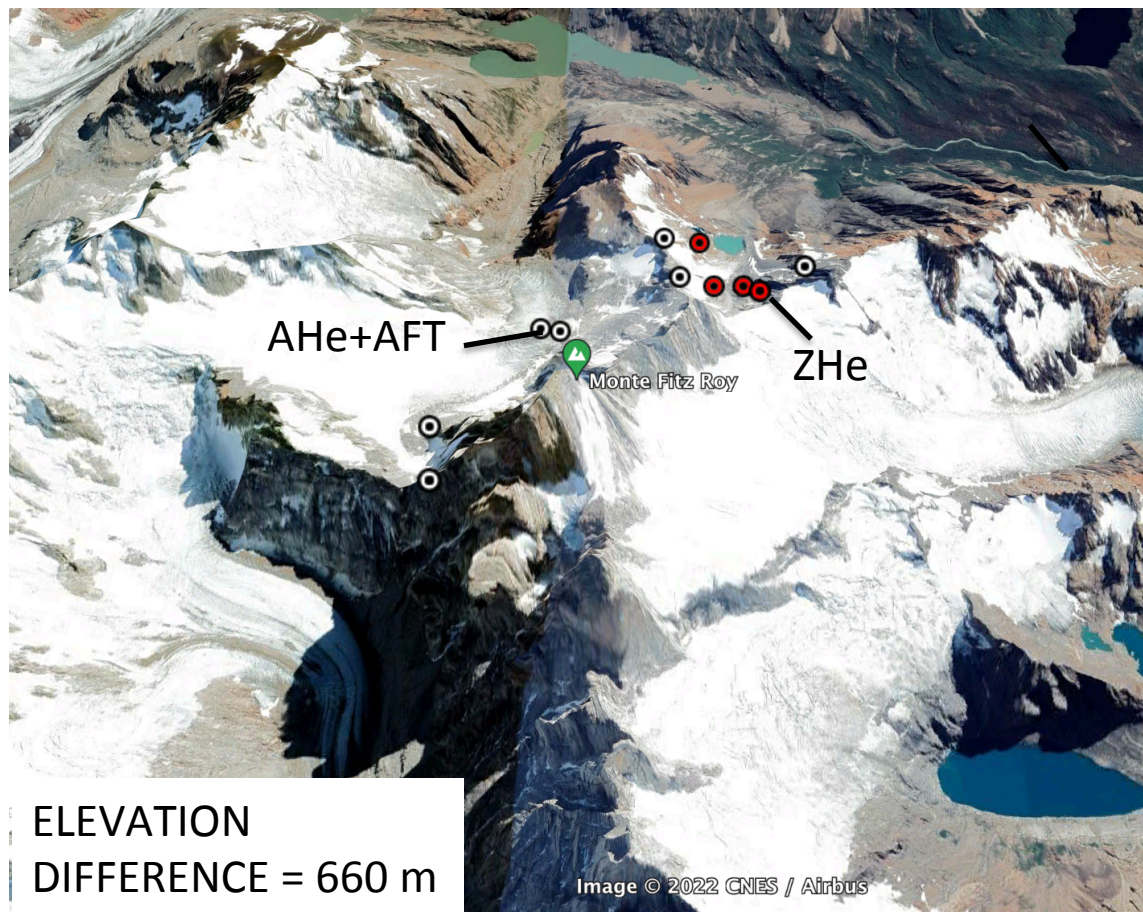 AHe+AFT
Monte Fitz Roy
ZHe
ELEVATION
DIFFERENCE = 660 m
Image © 2022 CNES / Airbus